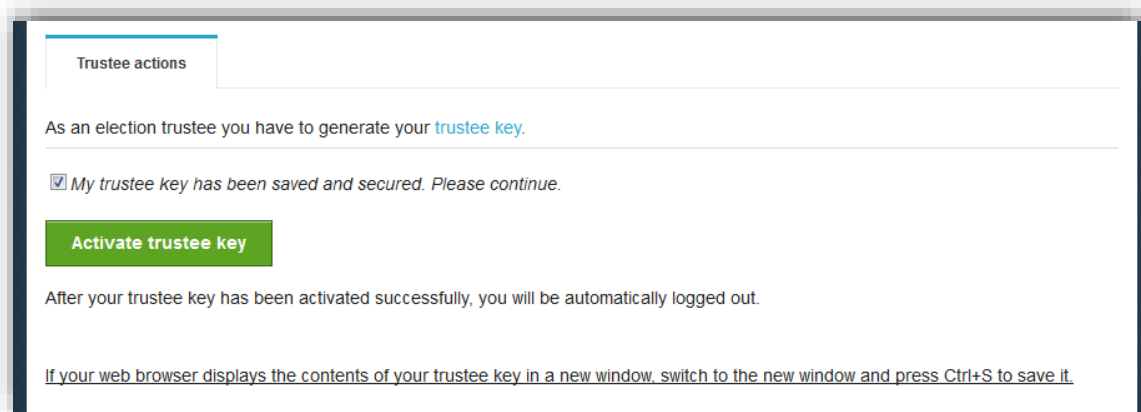 Trustee actions
As an election trustee you have to generate your trustee key.
My trustee key has been saved and secured. Please continue.
Activate trustee key
After your trustee key has been activated successfully, you will be automatically logged out.
If your web browser displays the contents of your trustee key in a new window, switch to the new window and press Ctrl+S to save it.